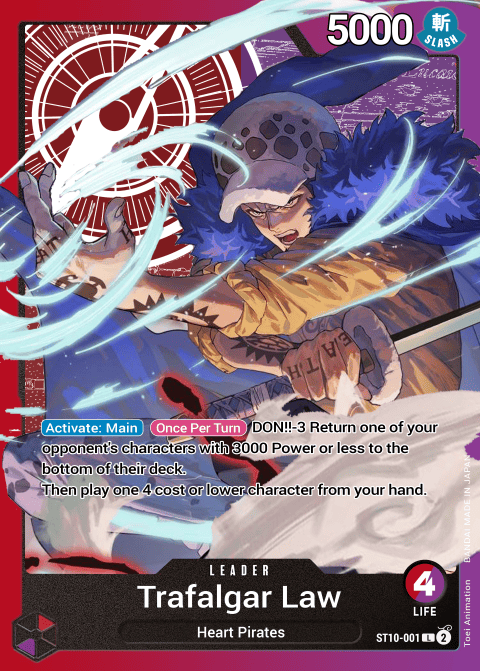 5000
斬
SLASH
Activate: Main Once Per Turn DON!!-3 Return one of your
opponent's characters with 3000 Power or less to the
bottom of their deck.
Then play one 4 cost or lower character from your hand.
DEATH
LEADER
Trafalgar Law
Heart Pirates
4
LIFE
ST10-001 L 2
Toei Animation BANDAI MADE IN JAPAN